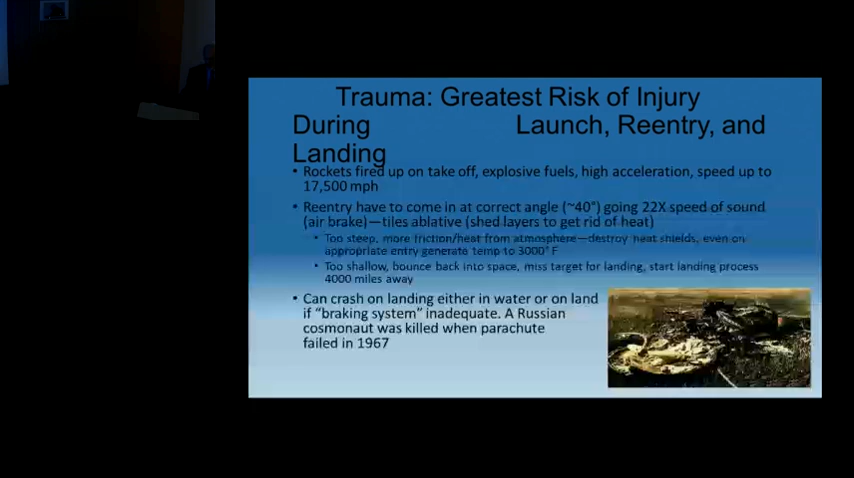 Trauma: Greatest Risk of Injury
During Launch, Reentry, and
Landing
• Rockets fired up on take off, explosive fuels, high acceleration, speed up to
17,500 mph
• Reentry have to come in at correct angle (~40°) going 22X speed of sound
(air brake)—tiles ablative (shed layers to get rid of heat)
• Too steep, more friction/heat from atmosphere—destroy heat shields, even on
appropriate entry generate temp to 3000° F
• Too shallow, bounce back into space, miss target for landing, start landing process
4000 miles away
• Can crash on landing either in water or on land
if “braking system” inadequate. A Russian
cosmonaut was killed when parachute
failed in 1967